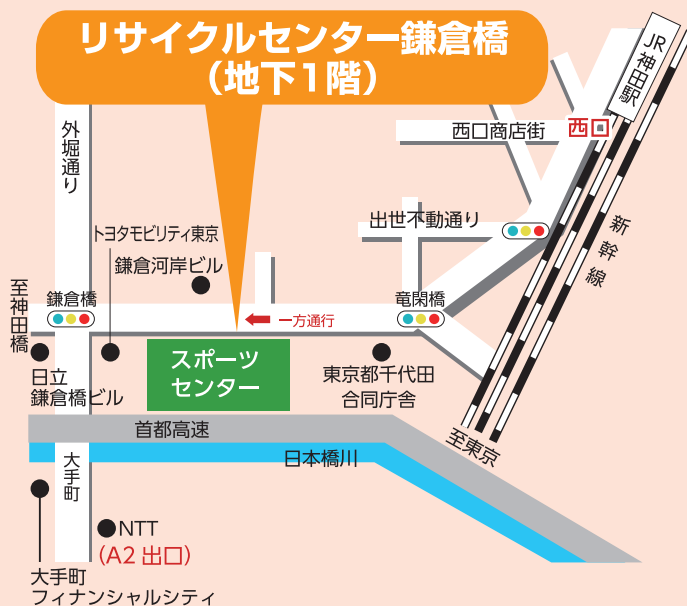 リサイクルセンター鎌倉橋
（地下1階）
JR神田駅
外堀通り
西口商店街
西口
出世不動通り
新幹線
トヨタモビリティ東京
鎌倉河岸ビル
至神田橋
鎌倉橋
一方通行
竜閑橋
スポーツ
センター
日立
鎌倉橋ビル
東京都千代田
合同庁舎
首都高速
至東京
日本橋川
大手町
NTT
（A2 出口）
大手町
フィナンシャルシティ